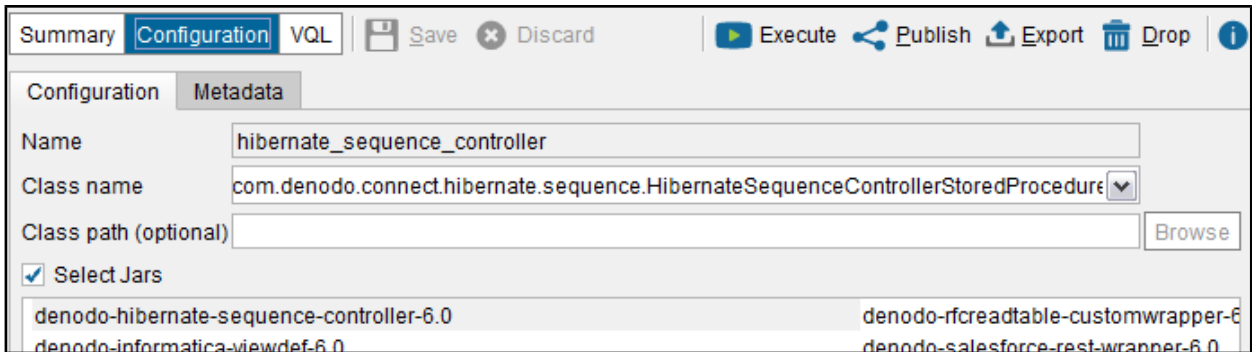 Summary Configuration VQL Save Discard Execute Publish Export Drop
Configuration Metadata
Name hibernate_sequence_controller
Class name com.denodo.connect.hibernate.sequence.HibernateSequenceControllerStoredProcedure
Class path (optional) Browse
Select Jars
denodo-hibernate-sequence-controller-6.0 denodo-rfcreadtable-customwrapper-6
denodo-informatica-viewdef-6.0 denodo-salesforce-rest-wrapper-6.0